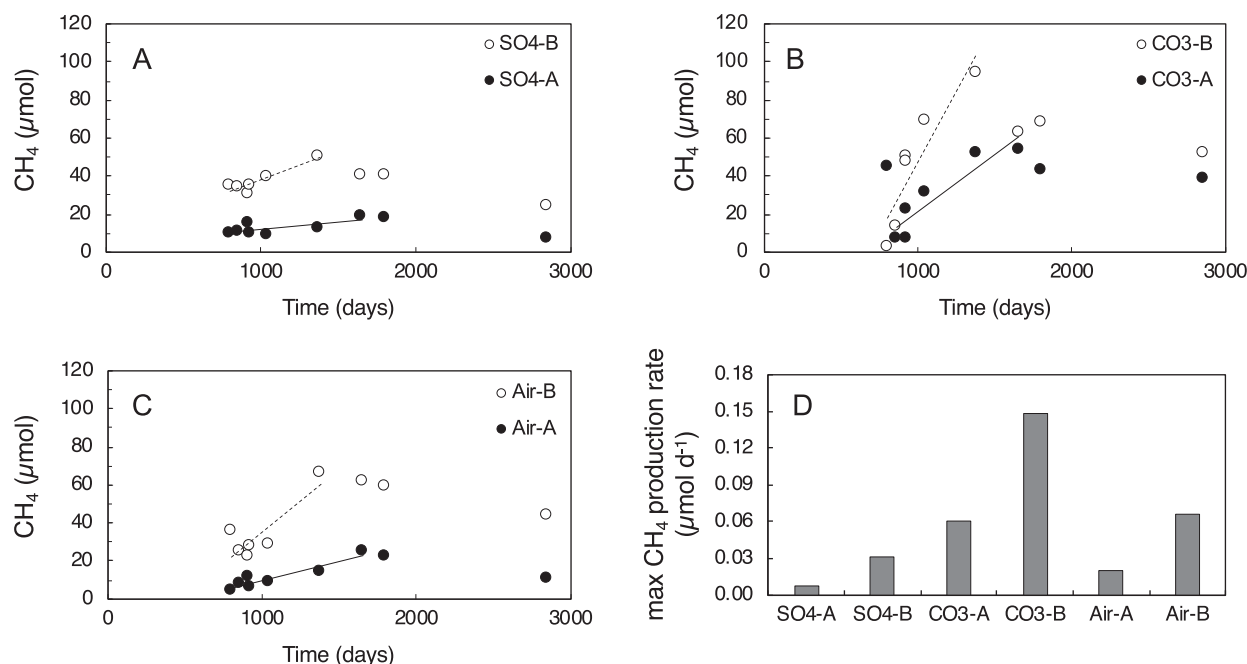 A
SO4-B
SO4-A
CH₄ (µmol)
120
100
80
60
40
20
0
0 1000 2000 3000
Time (days)
B
CO3-B
CO3-A
CH₄ (µmol)
120
100
80
60
40
20
0
0 1000 2000 3000
Time (days)
C
Air-B
Air-A
CH₄ (µmol)
120
100
80
60
40
20
0
0 1000 2000 3000
Time (days)
D
max CH₄ production rate
(µmol d⁻¹)
0.18
0.15
0.12
0.09
0.06
0.03
0.00
SO4-A SO4-B CO3-A CO3-B Air-A Air-B